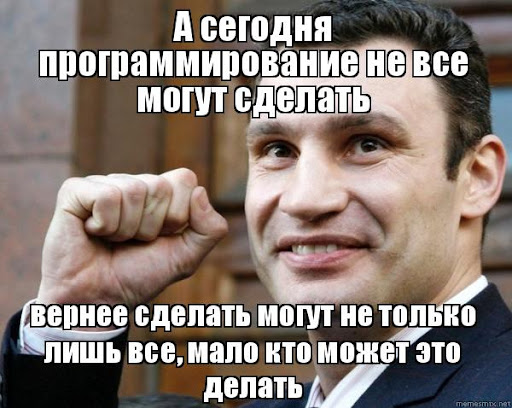 А сегодня
программирование не все
могут сделать
вернее сделать могут не только
лишь все, мало кто может это
делать
memesmix.net